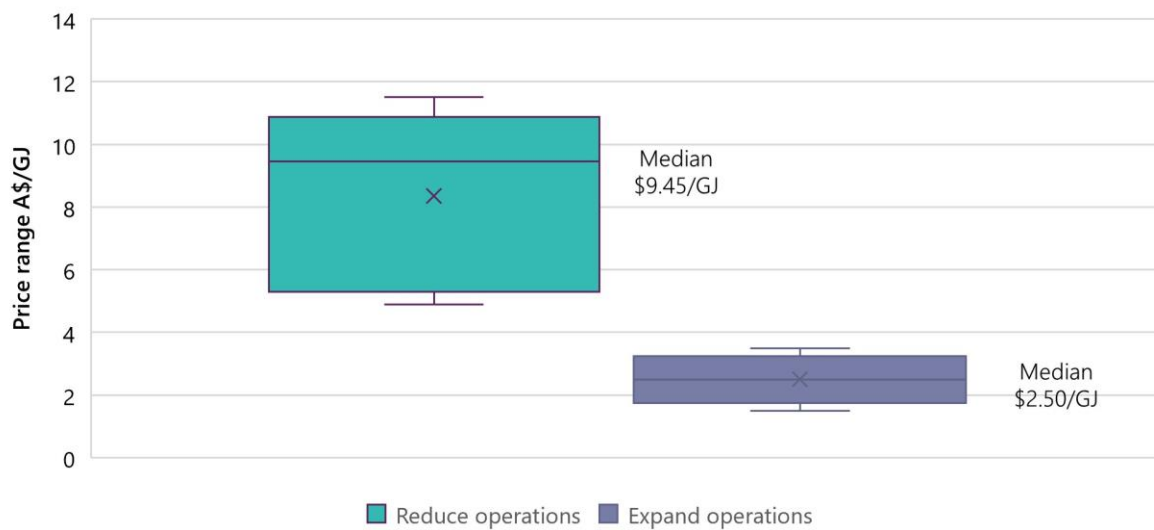 14
12
10
8
6
4
2
0
Price range A$/GJ
Median
$9.45/GJ
Median
$2.50/GJ
Reduce operations
Expand operations